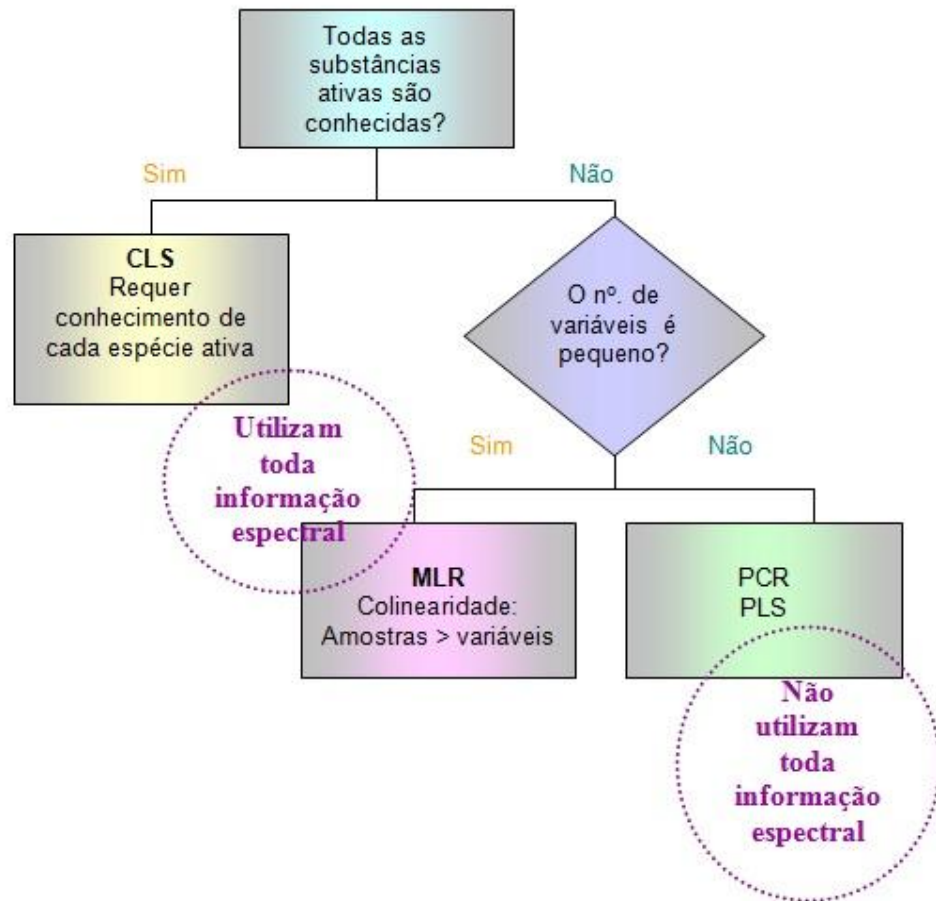 Todas as
substâncias
ativas são
conhecidas?
Sim
Não
CLS
Requer
conhecimento de
cada espécie ativa
O nº. de
variáveis é
pequeno?
Utilizam
toda
informação
espectral
Sim
Não
MLR
Colinearidade:
Amostras > variáveis
PCR
PLS
Não
utilizam
toda
informação
espectral